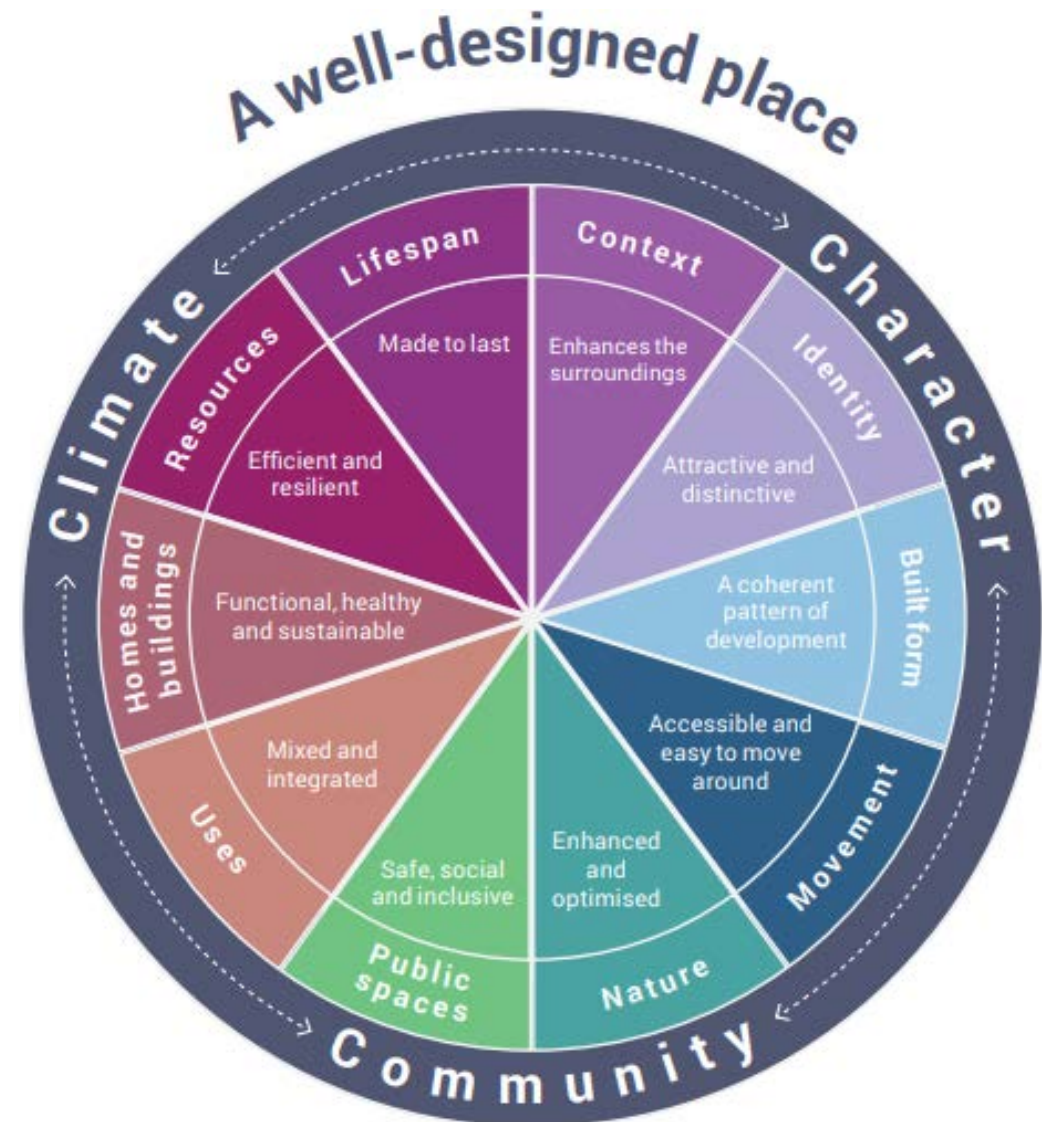 A well-designed place
Climate
Character
Community
Context
Enhances the
surroundings
Identity
Attractive and
distinctive
Built form
A coherent
pattern of
development
Movement
Accessible and
easy to move
around
Nature
Enhanced
and
optimised
Public
spaces
Safe, social
and inclusive
Uses
Mixed and
integrated
Homes and
buildings
Functional, healthy
and sustainable
Resources
Efficient and
resilient
Lifespan
Made to last